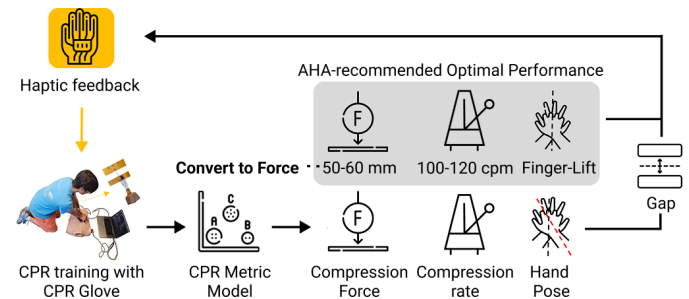 Haptic feedback
AHA-recommended Optimal Performance
F
Convert to Force
50-60 mm
100-120 cpm
Finger-Lift
Gap
C
A
B
F
CPR training with
CPR Glove
CPR Metric
Model
Compression
Force
Compression
rate
Hand
Pose